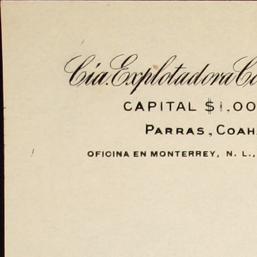 Cía. Explotadora Co
CAPITAL $1.00
PARRAS, COAH
OFICINA EN MONTERREY, N. L.,